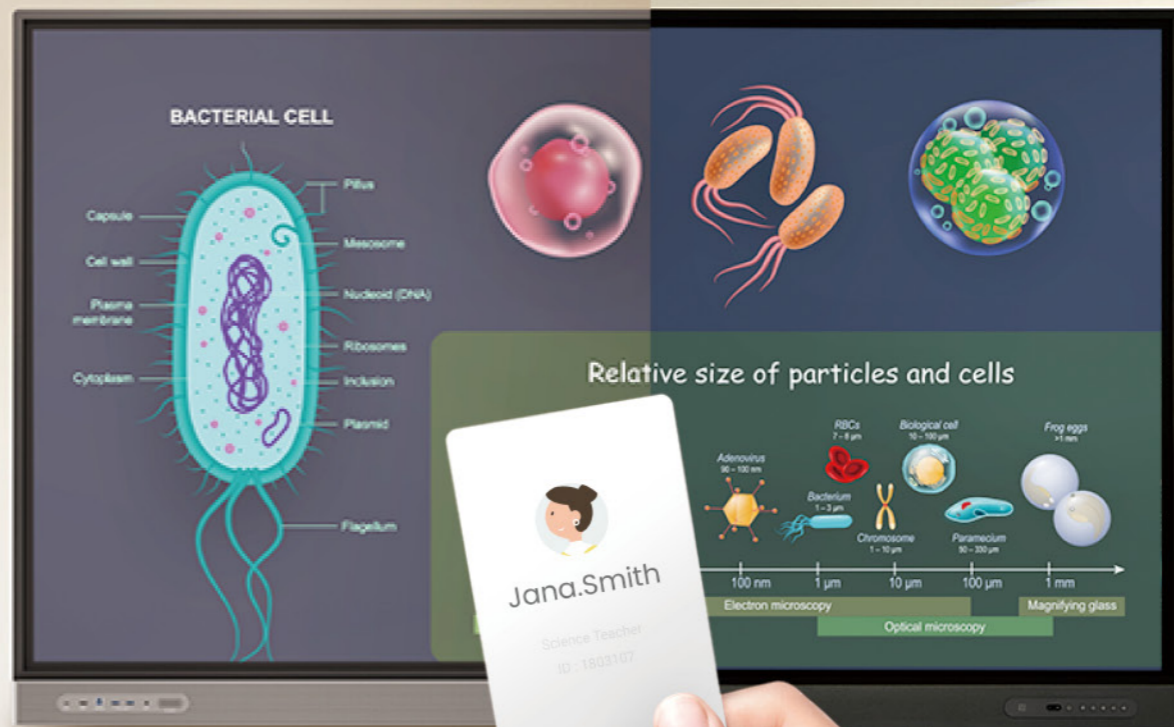 BACTERIAL CELL
Pillus
Capsule
Mesosome
Cell wall
Nucleoid (DNA)
Plasma
membrane
Ribosomes
Cytoplasm
Inclusion
Plasmid
Flagellum
Relative size of particles and cells
Adenovirus
90 – 100 nm
RBCs
7 – 8 µm
Biological cell
10 – 100 µm
Frog eggs
>1 mm
Bacterium
1 – 3 µm
Chromosome
1 – 10 µm
Paramecium
90 – 330 µm
100 nm
1 µm
10 µm
100 µm
1 mm
Electron microscopy
Magnifying glass
Optical microscopy
Jana.Smith
Science Teacher
ID : 1803167